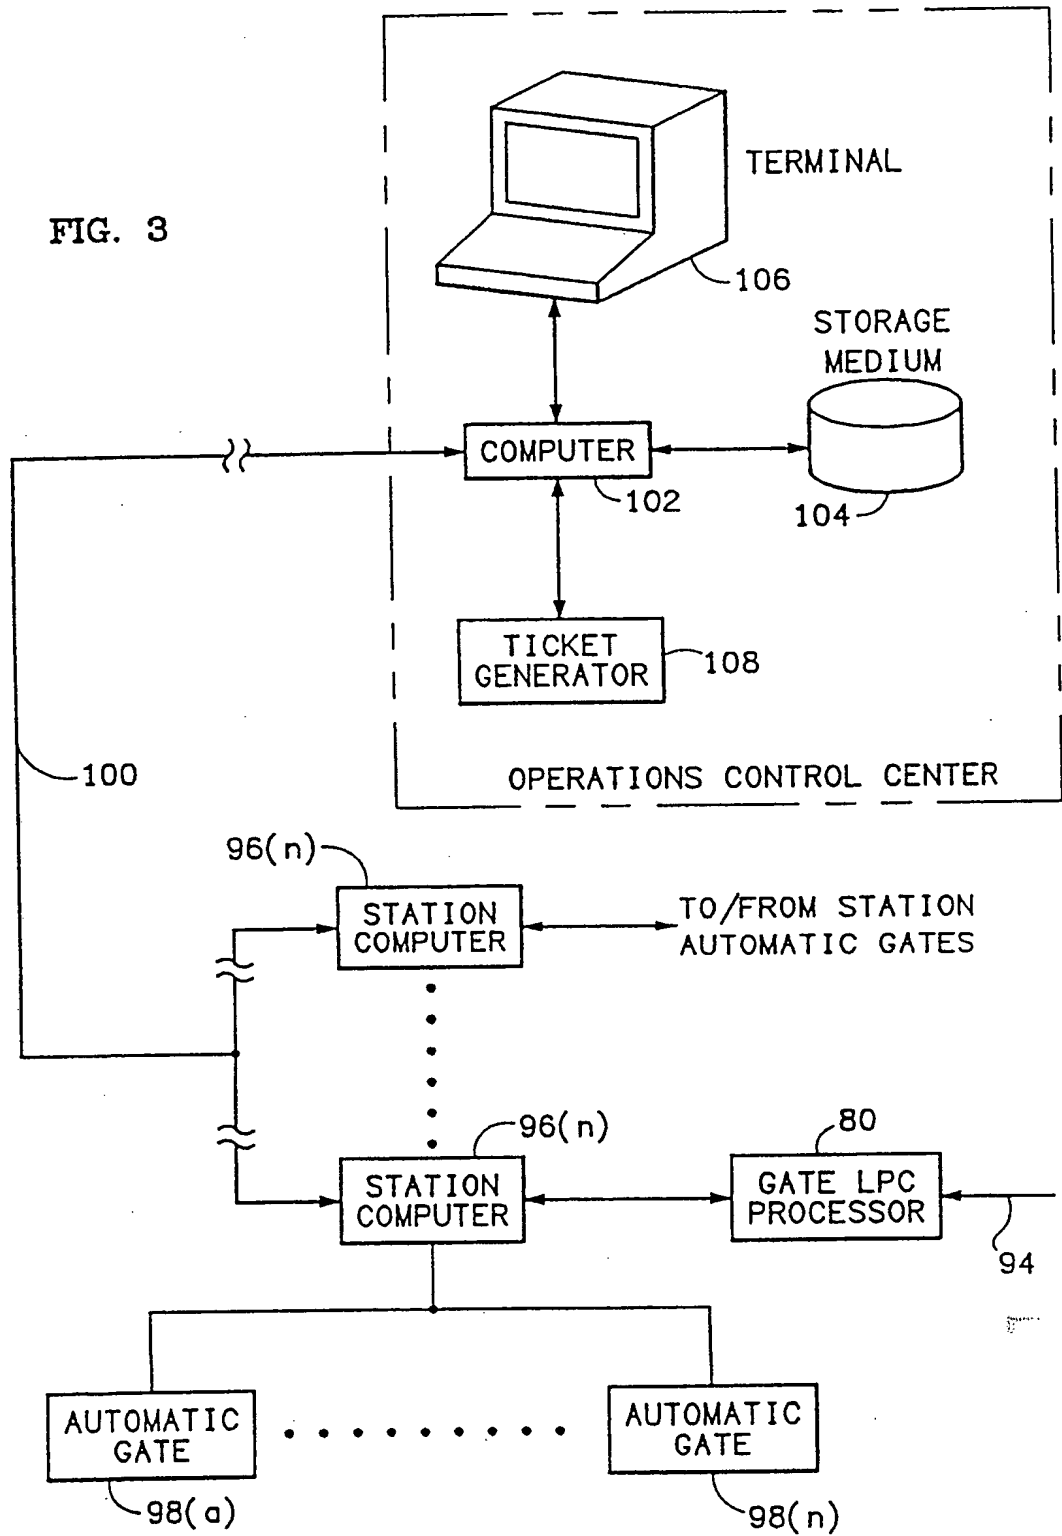 TERMINAL
FIG. 3
106
STORAGE
MEDIUM
COMPUTER
102
104
TICKET
GENERATOR
108
100
OPERATIONS CONTROL CENTER
96(n)
STATION
COMPUTER
TO/FROM STATION
AUTOMATIC GATES
96(n)
80
STATION
COMPUTER
GATE LPC
PROCESSOR
94
AUTOMATIC
GATE
AUTOMATIC
GATE
98(a)
98(n)